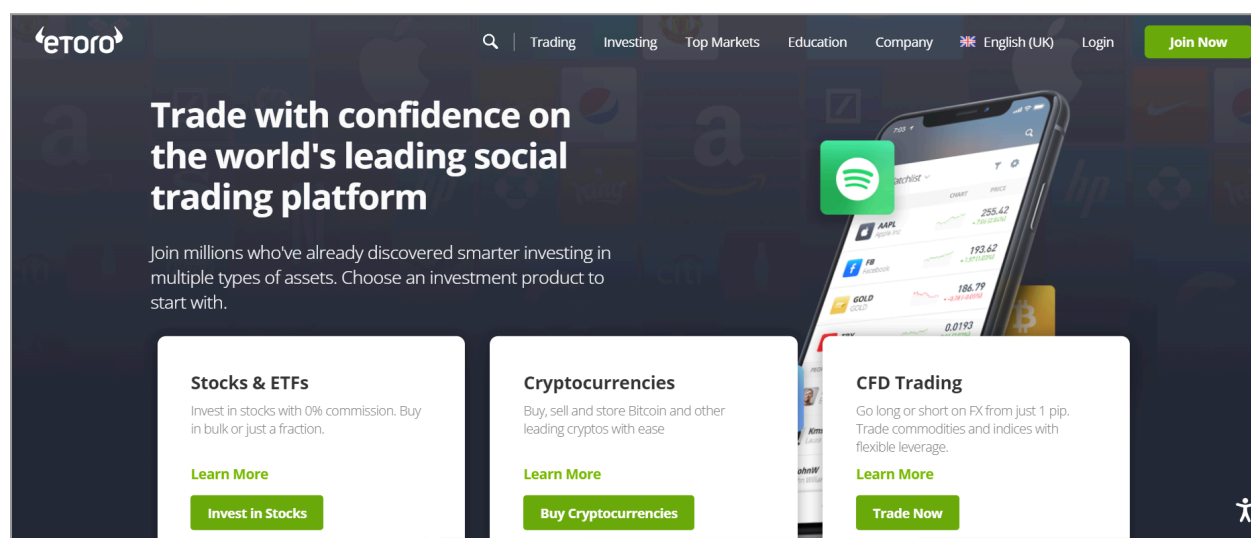 eToro
Trading
Investing
Top Markets
Education
Company
English (UK)
Login
Join Now
Trade with confidence on
the world's leading social
trading platform
Join millions who've already discovered smarter investing in
multiple types of assets. Choose an investment product to
start with.
7:03
CHART PRICE
AAPL
Apple Inc
255.42
FB
Facebook
193.62
GOLD
GOLD
186.79
0.0193
hp
citi
Stocks & ETFs
Invest in stocks with 0% commission. Buy
in bulk or just a fraction.
Learn More
Invest in Stocks
Cryptocurrencies
Buy, sell and store Bitcoin and other
leading cryptos with ease
Learn More
Buy Cryptocurrencies
CFD Trading
Go long or short on FX from just 1 pip.
Trade commodities and indices with
flexible leverage.
Learn More
Trade Now